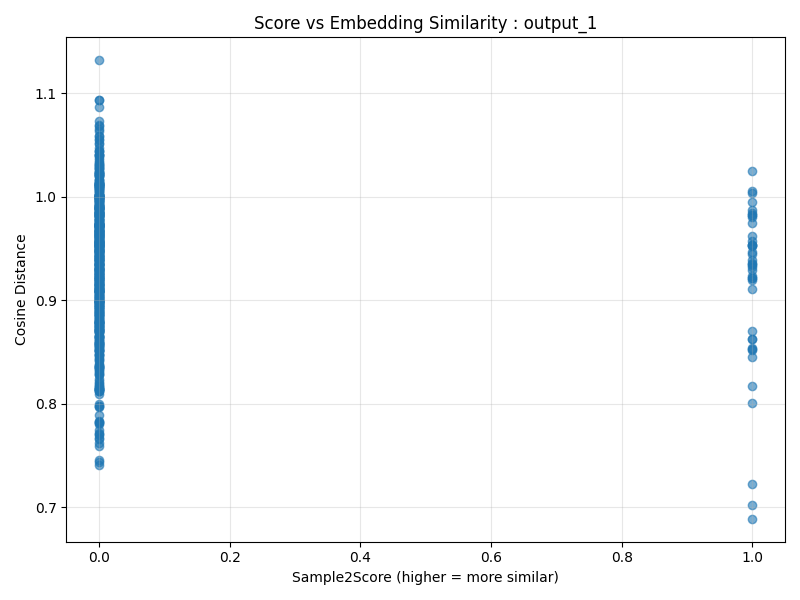 Score vs Embedding Similarity : output_1
Cosine Distance
1.1
1.0
0.9
0.8
0.7
0.0 0.2 0.4 0.6 0.8 1.0
Sample2Score (higher = more similar)